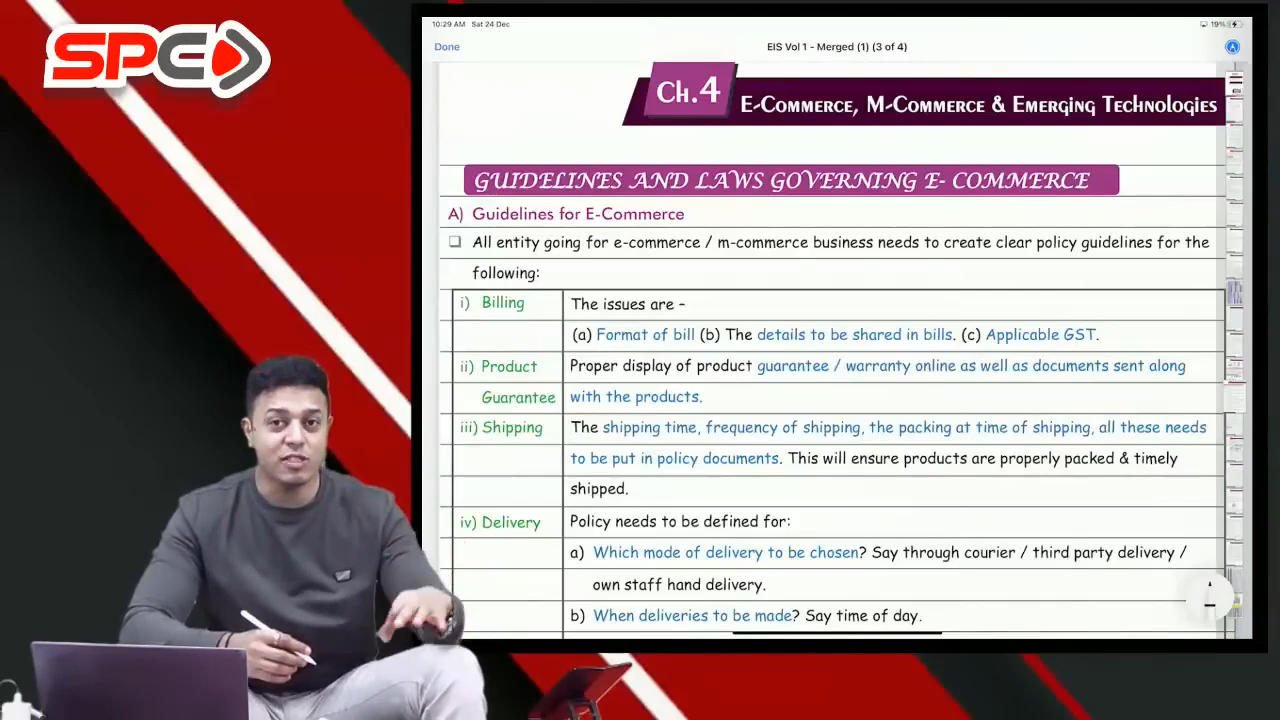 SPC
10:29 AM Sat 24 Dec
19%
Done
EIS Vol 1 - Merged (1) (3 of 4)
Ch.4
E-Commerce, M-Commerce & Emerging Technologies
GUIDELINES AND LAWS GOVERNING E- COMMERCE
A) Guidelines for E-Commerce
❑ All entity going for e-commerce / m-commerce business needs to create clear policy guidelines for the
following:
i) Billing
The issues are –
(a) Format of bill (b) The details to be shared in bills. (c) Applicable GST.
ii) Product
Guarantee
Proper display of product guarantee / warranty online as well as documents sent along
with the products.
iii) Shipping
The shipping time, frequency of shipping, the packing at time of shipping, all these needs
to be put in policy documents. This will ensure products are properly packed & timely
shipped.
iv) Delivery
Policy needs to be defined for:
a) Which mode of delivery to be chosen? Say through courier / third party delivery /
own staff hand delivery.
b) When deliveries to be made? Say time of day.